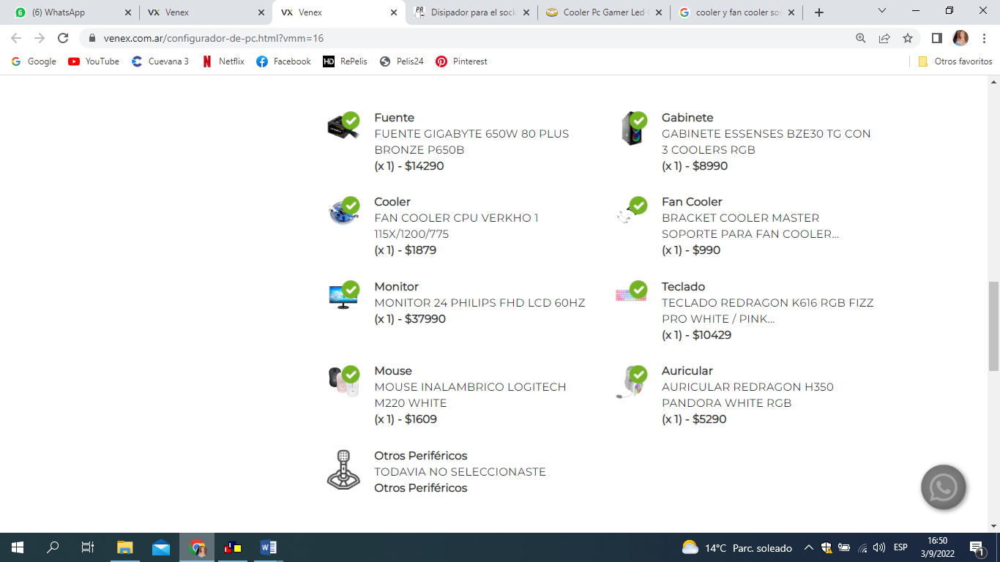 (6) WhatsApp
Venex
Venex
Disipador para el sock
Cooler Pc Gamer Led
cooler y fan cooler so
venex.com.ar/configurador-de-pc.html?vmm=16
Google
YouTube
Cuevana 3
Netflix
Facebook
RePelis
Pelis24
Pinterest
Otros favoritos
Fuente
FUENTE GIGABYTE 650W 80 PLUS
BRONZE P650B
(x 1) - $14290
Gabinete
GABINETE ESSENSES BZE30 TG CON
3 COOLERS RGB
(x 1) - $8990
Cooler
FAN COOLER CPU VERKHO 1
115X/1200/775
(x 1) - $1879
Fan Cooler
BRACKET COOLER MASTER
SOPORTE PARA FAN COOLER...
(x 1) - $990
Monitor
MONITOR 24 PHILIPS FHD LCD 60HZ
(x 1) - $37990
Teclado
TECLADO REDRAGON K616 RGB FIZZ
PRO WHITE / PINK...
(x 1) - $10429
Mouse
MOUSE INALAMBRICO LOGITECH
M220 WHITE
(x 1) - $1609
Auricular
AURICULAR REDRAGON H350
PANDORA WHITE RGB
(x 1) - $5290
Otros Periféricos
TODAVIA NO SELECCIONASTE
Otros Periféricos
14°C Parc. soleado
ESP
16:50
3/9/2022
1